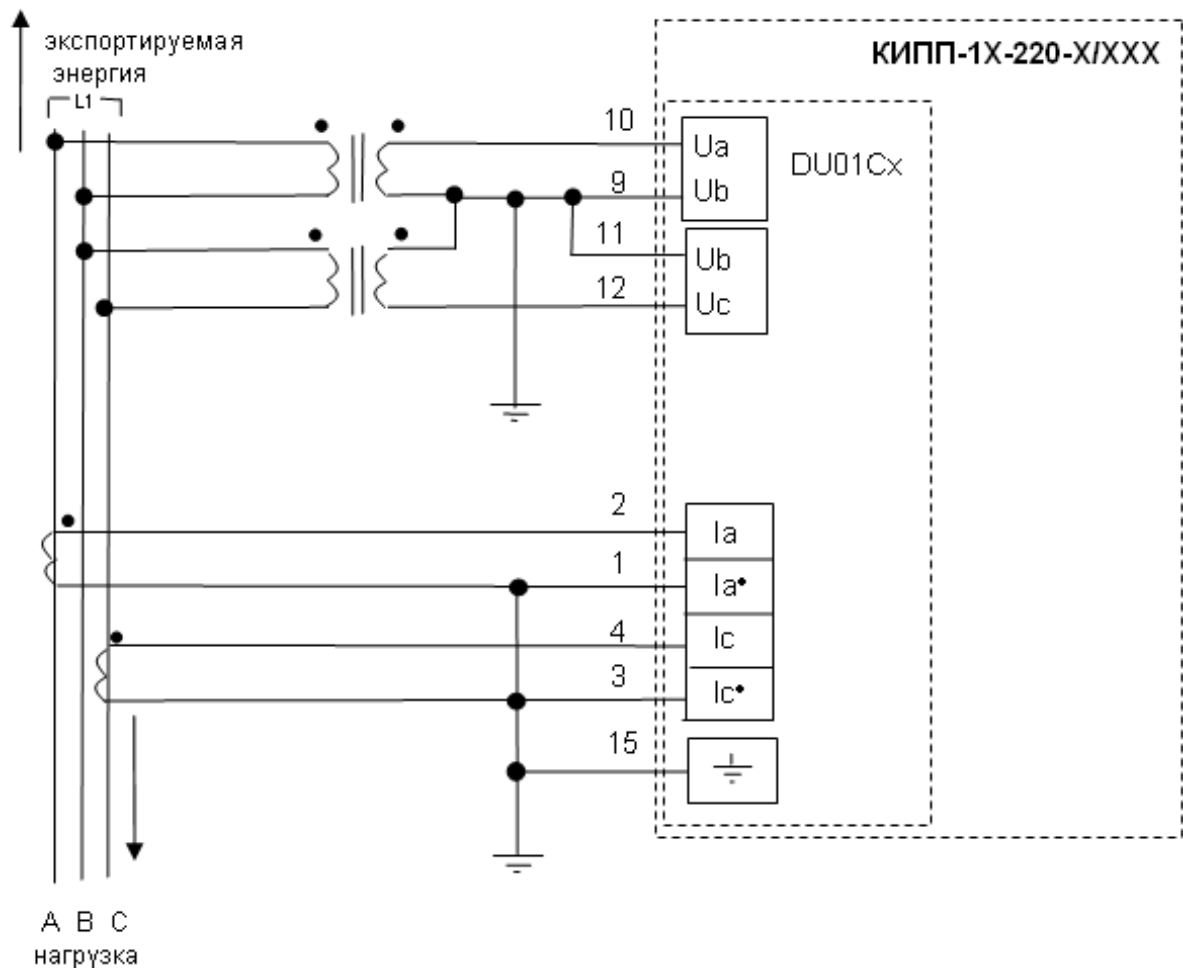 экспортируемая
энергия
L1
КИПП-1Х-220-Х/ХХХ
DU01Cx
10
Ua
9
Ub
11
Ub
12
Uc
2
Ia
1
Ia•
4
Ic
3
Ic•
15
A B C
нагрузка